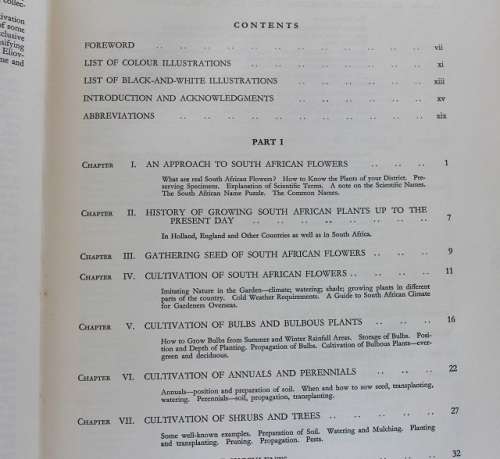 collec-
ivation
of some
clusive
sifying
Eliov-
me and
CONTENTS
FOREWORD .. .. .. .. .. .. .. .. .. .. .. vii
LIST OF COLOUR ILLUSTRATIONS .. .. .. .. .. .. .. xi
LIST OF BLACK-AND-WHITE ILLUSTRATIONS .. .. .. .. .. xiii
INTRODUCTION AND ACKNOWLEDGMENTS .. .. .. .. .. xv
ABBREVIATIONS .. .. .. .. .. .. .. .. .. .. xix
PART I
CHAPTER I. AN APPROACH TO SOUTH AFRICAN FLOWERS .. .. .. 1
What are real South African Flowers? How to Know the Plants of your District. Pre-
serving Specimens. Explanation of Scientific Terms. A note on the Scientific Names.
The South African Name Puzzle. The Common Names.
CHAPTER II. HISTORY OF GROWING SOUTH AFRICAN PLANTS UP TO THE
PRESENT DAY .. .. .. .. .. .. .. .. 7
In Holland, England and Other Countries as well as in South Africa.
CHAPTER III. GATHERING SEED OF SOUTH AFRICAN FLOWERS .. .. 9
CHAPTER IV. CULTIVATION OF SOUTH AFRICAN FLOWERS .. .. .. .. 11
Imitating Nature in the Garden—climate; watering; shade; growing plants in different
parts of the country. Cold Weather Requirements. A Guide to South African Climate
for Gardeners Overseas.
CHAPTER V. CULTIVATION OF BULBS AND BULBOUS PLANTS .. .. .. 16
How to Grow Bulbs from Summer and Winter Rainfall Areas. Storage of Bulbs. Posi-
tion and Depth of Planting. Propagation of Bulbs. Cultivation of Bulbous Plants—ever-
green and deciduous.
CHAPTER VI. CULTIVATION OF ANNUALS AND PERENNIALS .. .. .. 22
Annuals—position and preparation of soil. When and how to sow seed, transplanting,
watering. Perennials—soil, propagation, transplanting.
CHAPTER VII. CULTIVATION OF SHRUBS AND TREES .. .. .. .. 27
Some well-known examples. Preparation of Soil. Watering and Mulching. Planting
and transplanting. Pruning. Propagation. Pests.
32